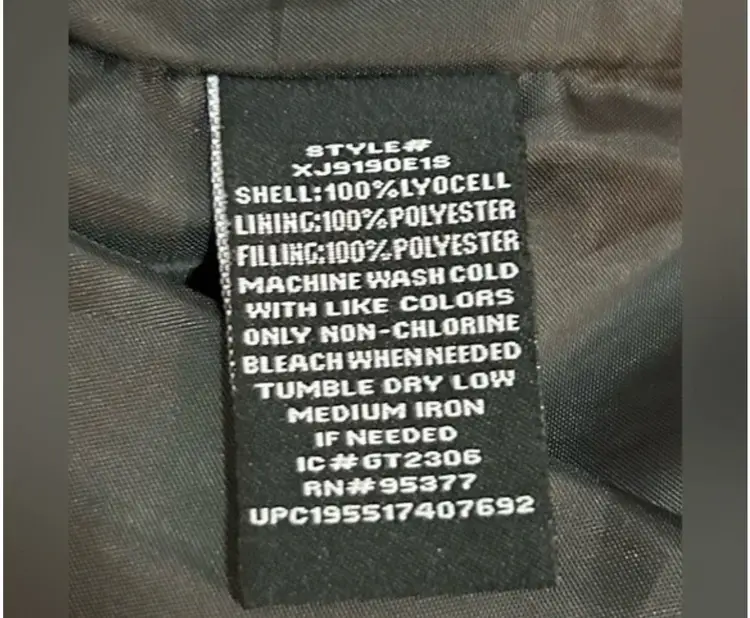 STYLE#
XJ9190E1S
SHELL:100%LYOCELL
LINING:100%POLYESTER
FILLING:100%POLYESTER
MACHINE WASH COLD
WITH LIKE COLORS
ONLY NON-CHLORINE
BLEACH WHEN NEEDED
TUMBLE DRY LOW
MEDIUM IRON
IF NEEDED
IC#GT2306
RN#95377
UPC195517407692